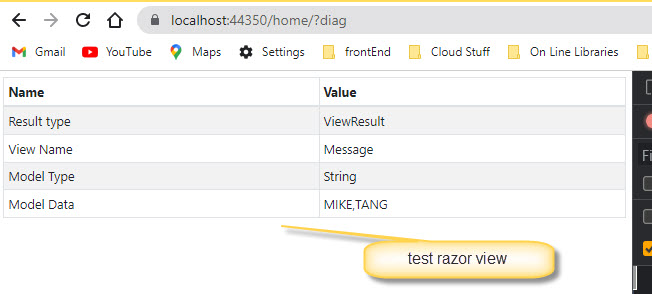 localhost:44350/home/?diag
Gmail YouTube Maps Settings frontEnd Cloud Stuff On Line Libraries
Name Value
Result type ViewResult
View Name Message
Model Type String
Model Data MIKE,TANG
test razor view
Fi